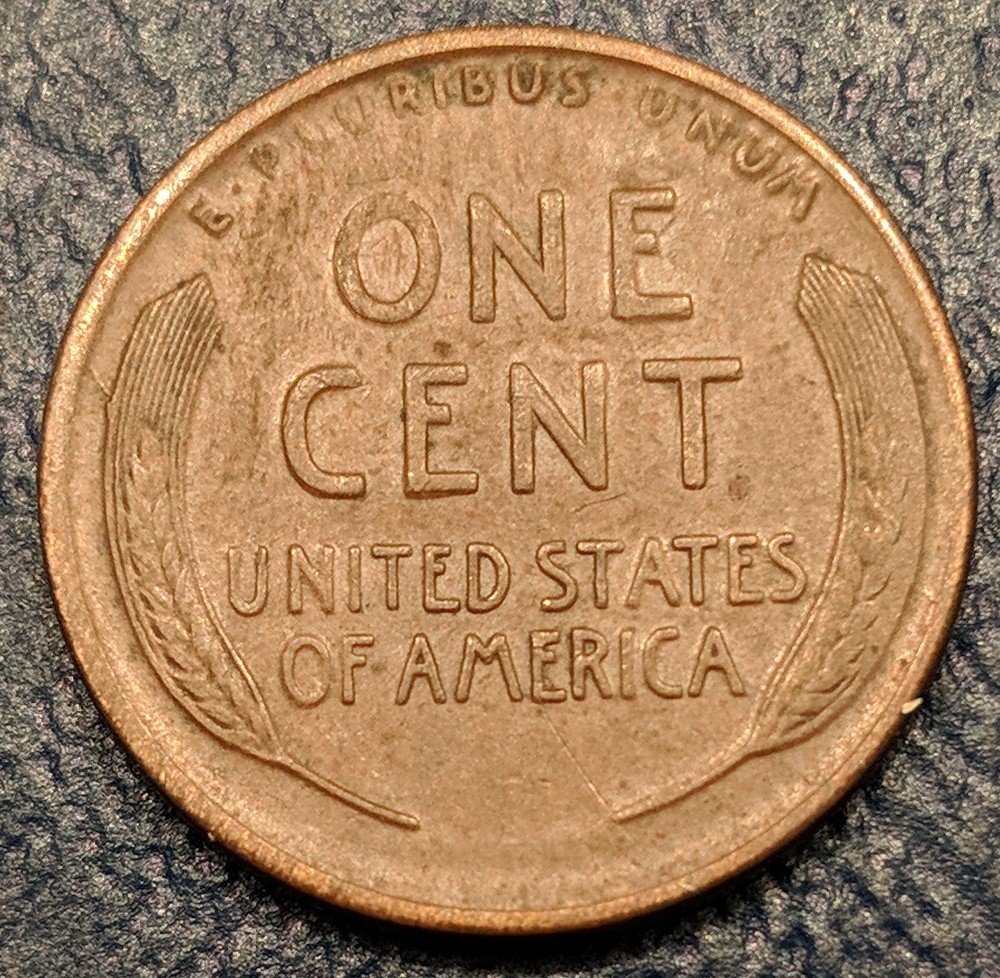 E · PLURIBUS · UNUM
ONE
CENT
UNITED STATES
OF AMERICA